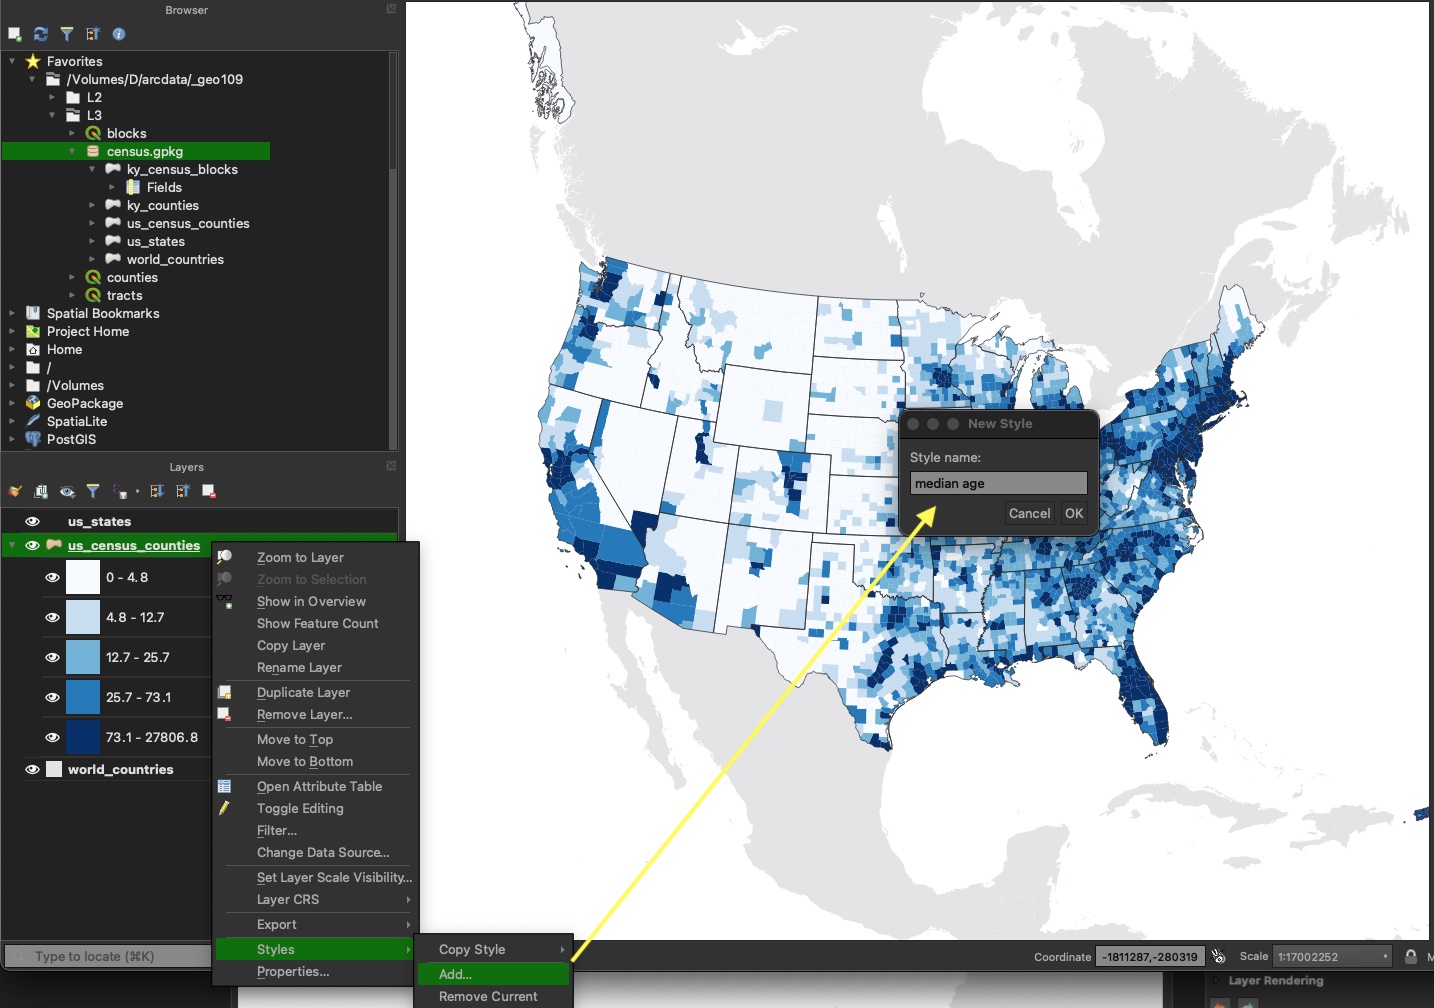 Browser
Favorites
/Volumes/D/arcdata/_geo109
L2
L3
blocks
census.gpkg
ky_census_blocks
Fields
ky_counties
us_census_counties
us_states
world_countries
counties
tracts
Spatial Bookmarks
Project Home
Home
/
/Volumes
GeoPackage
SpatiaLite
PostGIS
Layers
us_states
us_census_counties
0 - 4.8
4.8 - 12.7
12.7 - 25.7
25.7 - 73.1
73.1 - 27806.8
world_countries
Zoom to Layer
Zoom to Selection
Show in Overview
Show Feature Count
Copy Layer
Rename Layer
Duplicate Layer
Remove Layer...
Move to Top
Move to Bottom
Open Attribute Table
Toggle Editing
Filter...
Change Data Source...
Set Layer Scale Visibility...
Layer CRS
Export
Styles
Properties...
Copy Style
Add...
Remove Current
New Style
Style name:
median age
Cancel OK
Type to locate (⌘K)
Coordinate -1811287,-280319 Scale 1:17002252 M
Layer Rendering